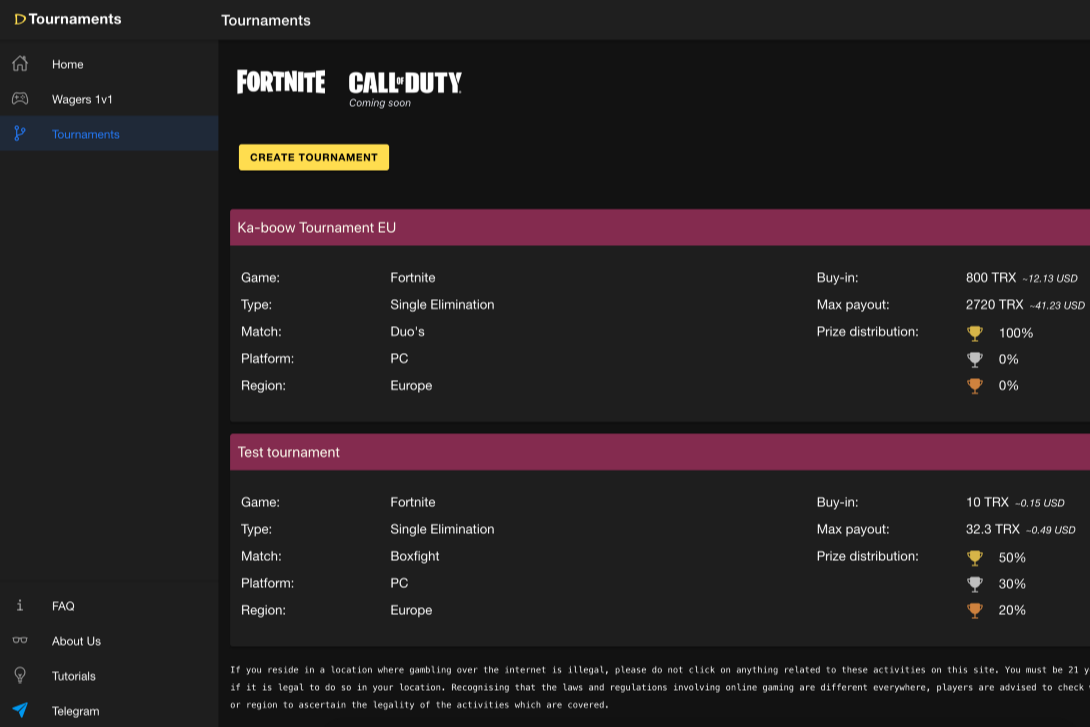 Tournaments
Tournaments
Home
Wagers 1v1
Tournaments
FORTNITE
CALL OF DUTY
Coming soon
CREATE TOURNAMENT
Ka-boow Tournament EU
Game: Fortnite Buy-in: 800 TRX ~12.13 USD
Type: Single Elimination Max payout: 2720 TRX ~41.23 USD
Match: Duo's Prize distribution: 100%
Platform: PC 0%
Region: Europe 0%
Test tournament
Game: Fortnite Buy-in: 10 TRX ~0.15 USD
Type: Single Elimination Max payout: 32.3 TRX ~0.49 USD
Match: Boxfight Prize distribution: 50%
Platform: PC 30%
Region: Europe 20%
FAQ
About Us
Tutorials
Telegram
If you reside in a location where gambling over the internet is illegal, please do not click on anything related to these activities on this site. You must be 21
if it is legal to do so in your location. Recognising that the laws and regulations involving online gaming are different everywhere, players are advised to check
or region to ascertain the legality of the activities which are covered.